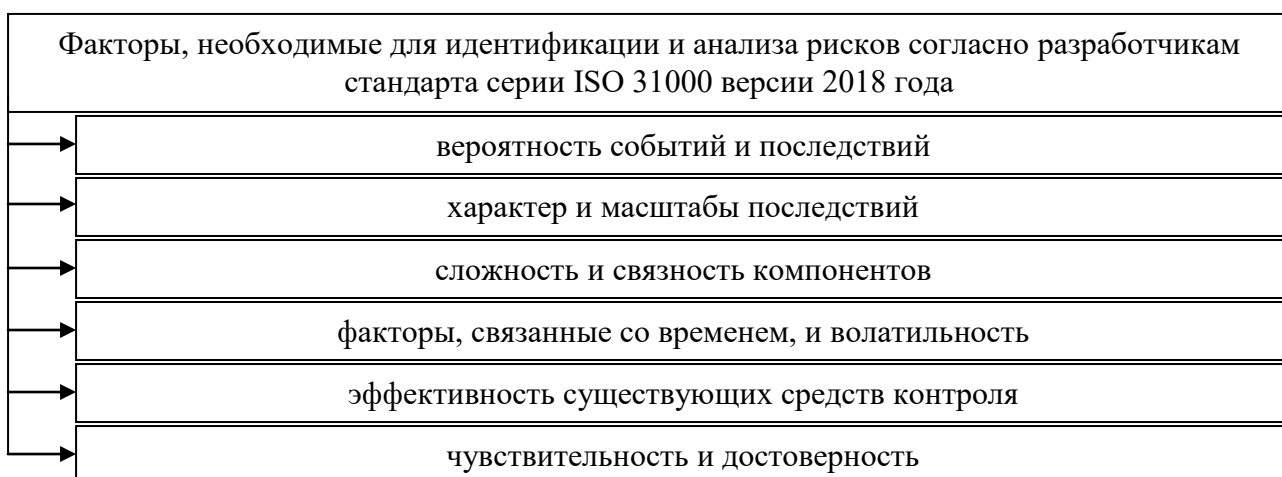 Факторы, необходимые для идентификации и анализа рисков согласно разработчикам
стандарта серии ISO 31000 версии 2018 года
вероятность событий и последствий
характер и масштабы последствий
сложность и связность компонентов
факторы, связанные со временем, и волатильность
эффективность существующих средств контроля
чувствительность и достоверность